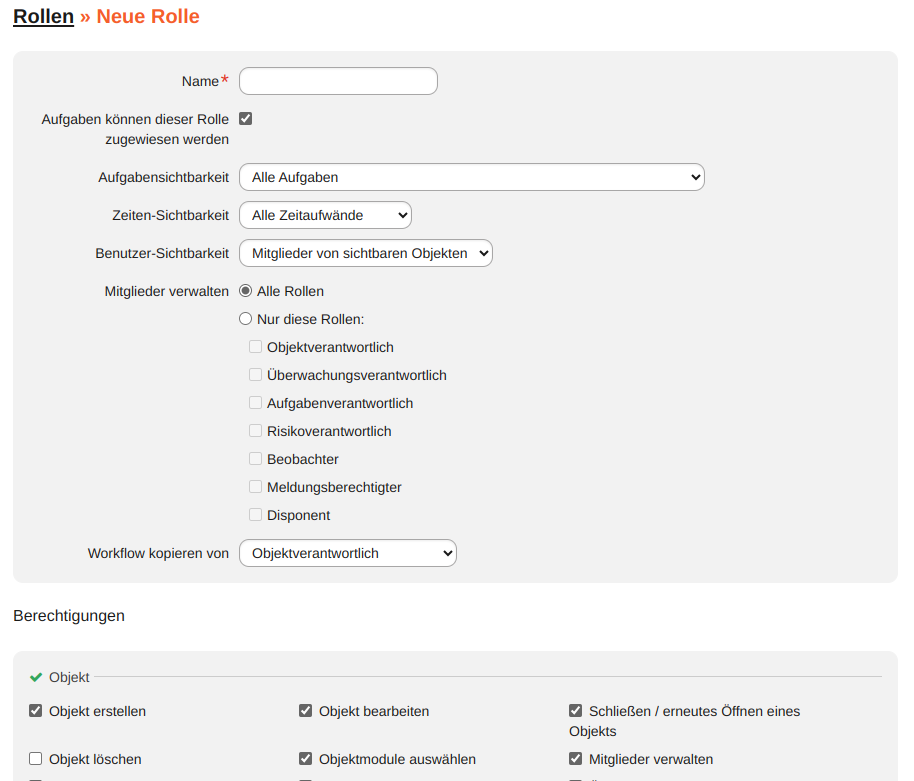 Rollen » Neue Rolle
Name*
Aufgaben können dieser Rolle
zugewiesen werden
Aufgabensichtbarkeit Alle Aufgaben
Zeiten-Sichtbarkeit Alle Zeitaufwände
Benutzer-Sichtbarkeit Mitglieder von sichtbaren Objekten
Mitglieder verwalten Alle Rollen
Nur diese Rollen:
Objektverantwortlich
Überwachungsverantwortlich
Aufgabenverantwortlich
Risikoverantwortlich
Beobachter
Meldungsberechtigter
Disponent
Workflow kopieren von Objektverantwortlich
Berechtigungen
Objekt
Objekt erstellen Objekt bearbeiten Schließen / erneutes Öffnen eines
Objekts
Objekt löschen Objektmodule auswählen Mitglieder verwalten